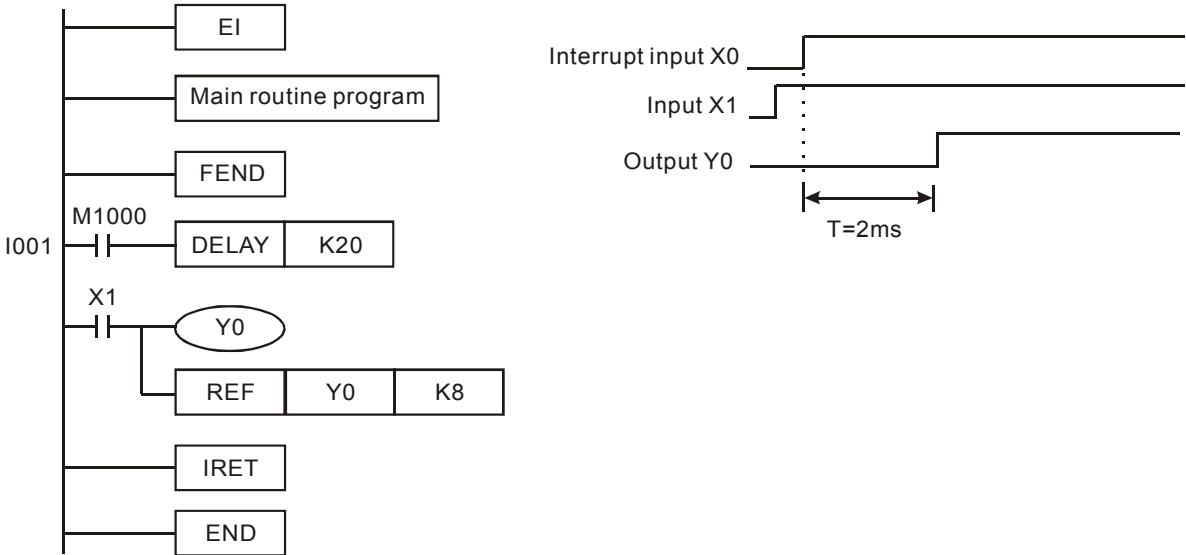 EI
Main routine program
FEND
M1000
I001
DELAY K20
X1
Y0
REF Y0 K8
IRET
END
Interrupt input X0
Input X1
Output Y0
T=2ms